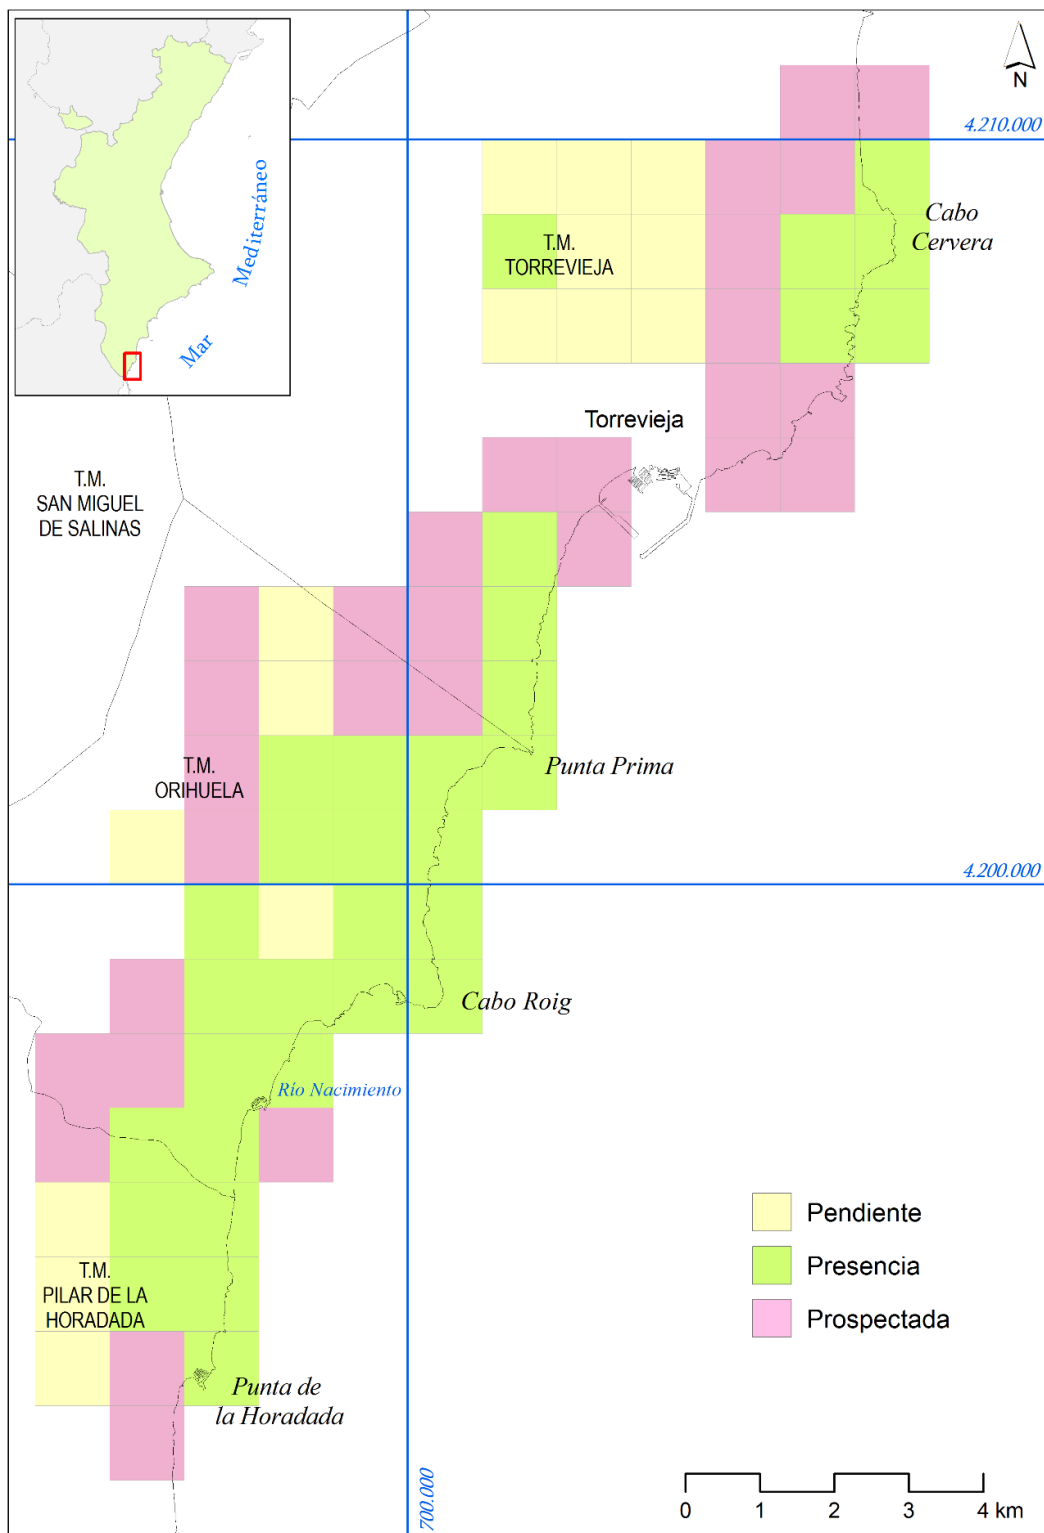 N
4.210.000
Mediterráneo
Mar
Cabo
Cervera
T.M.
TORREVIEJA
Torrevieja
T.M.
SAN MIGUEL
DE SALINAS
Punta Prima
T.M.
ORIHUELA
4.200.000
Cabo Roig
Río Nacimiento
Pendiente
Presencia
Prospectada
T.M.
PILAR DE LA
HORADADA
Punta de
la Horadada
700.000
0 1 2 3 4 km